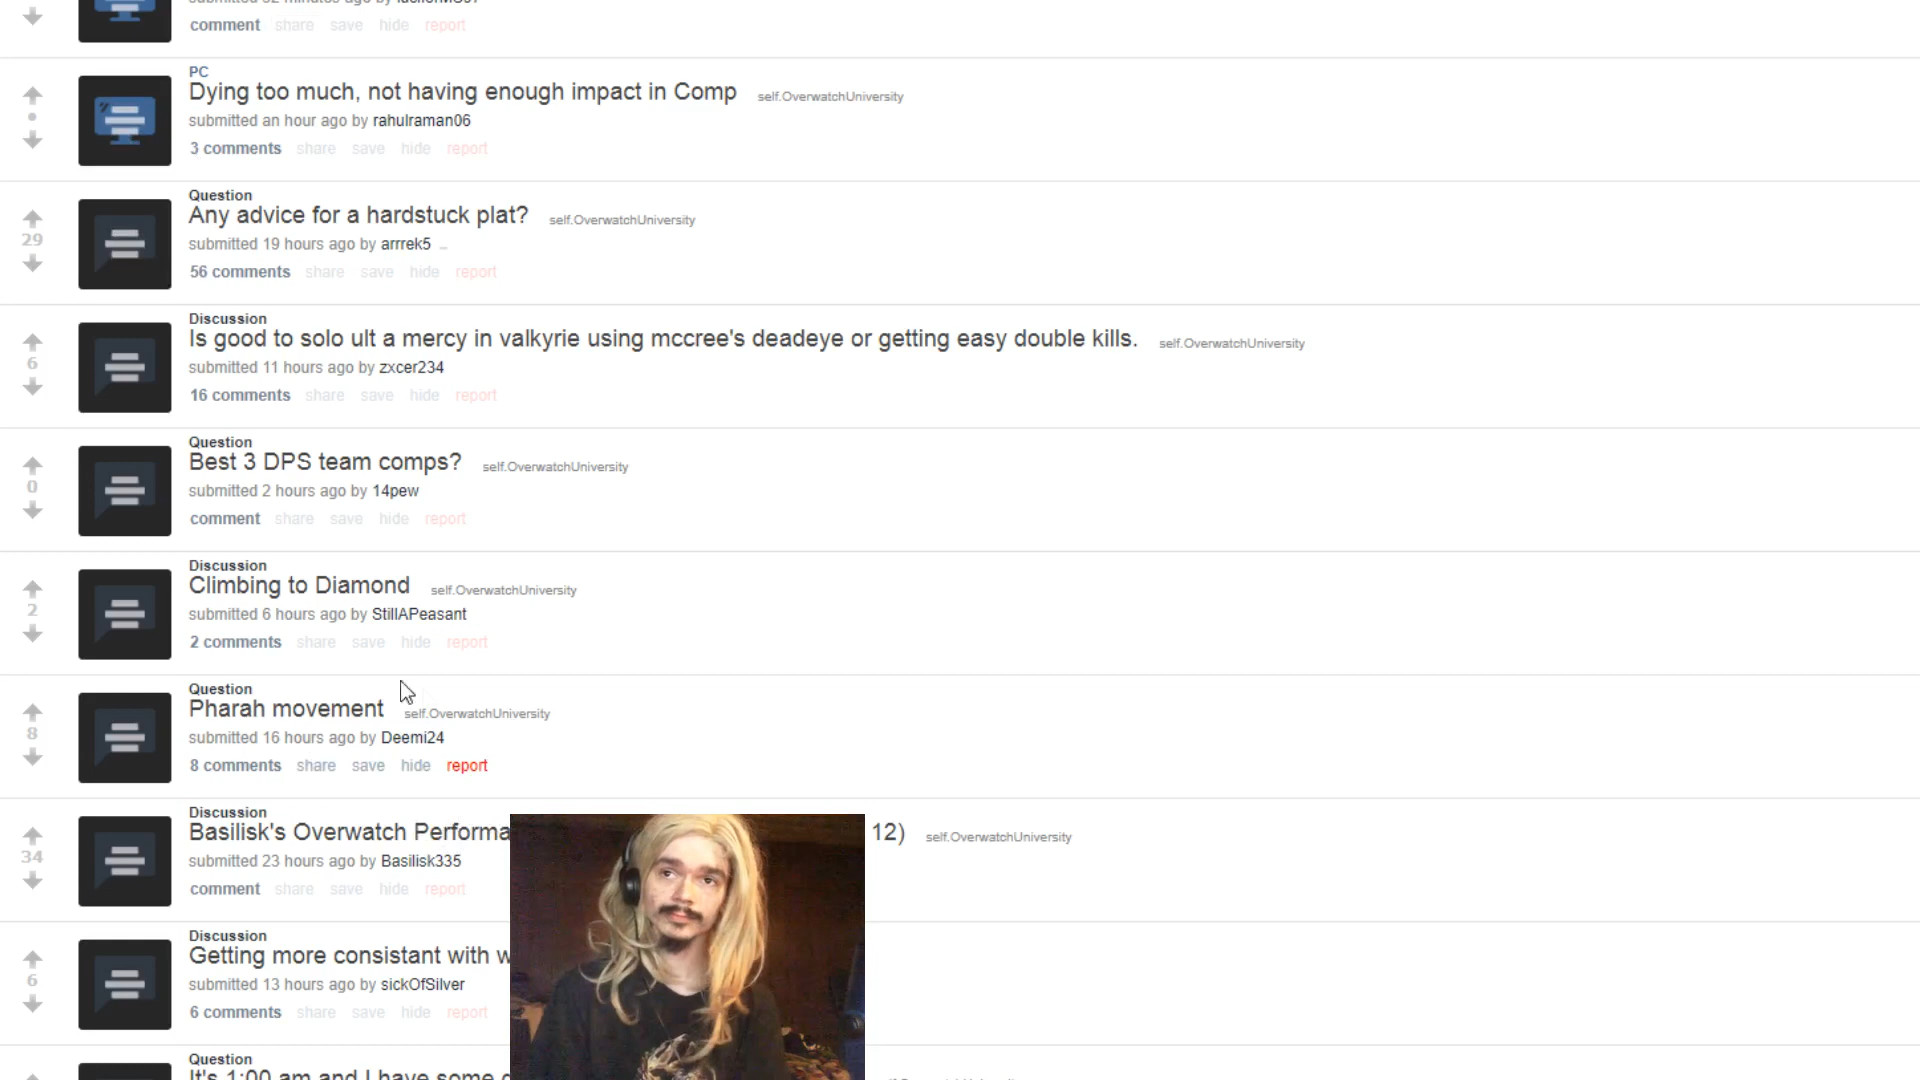 comment share save hide report
PC
Dying too much, not having enough impact in Comp self.OverwatchUniversity
submitted an hour ago by rahulraman06
3 comments share save hide report
Question
Any advice for a hardstuck plat? self.OverwatchUniversity
29
submitted 19 hours ago by arrrek5
56 comments share save hide report
Discussion
Is good to solo ult a mercy in valkyrie using mccree's deadeye or getting easy double kills. self.OverwatchUniversity
6
submitted 11 hours ago by zxcer234
16 comments share save hide report
Question
Best 3 DPS team comps? self.OverwatchUniversity
0
submitted 2 hours ago by 14pew
comment share save hide report
Discussion
Climbing to Diamond self.OverwatchUniversity
2
submitted 6 hours ago by StillAPeasant
2 comments share save hide report
Question
Pharah movement self.OverwatchUniversity
8
submitted 16 hours ago by Deemi24
8 comments share save hide report
Discussion
Basilisk's Overwatch Performa 12) self.OverwatchUniversity
34
submitted 23 hours ago by Basilisk335
comment share save hide report
Discussion
Getting more consistant with w
6
submitted 13 hours ago by sickOfSilver
6 comments share save hide report
Question
It's 1:00 am and I have some